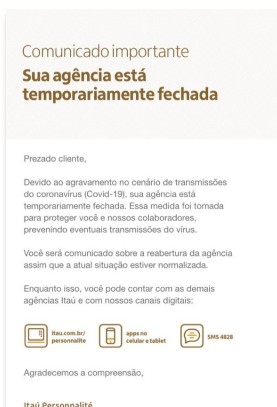 Comunicado importante
Sua agência está
temporariamente fechada
Prezado cliente,
Devido ao agravamento no cenário de transmissões
do coronavírus (Covid-19), sua agência está
temporariamente fechada. Essa medida foi tomada
para proteger você e nossos colaboradores,
prevenindo eventuais transmissões do vírus.
Você será comunicado sobre a reabertura da agência
assim que a atual situação estiver normalizada.
Enquanto isso, você pode contar com as demais
agências Itaú e com nossos canais digitais:
itau.com.br/
personnalite
apps no
celular e tablet
SMS 4828
Agradecemos a compreensão,
Itaú Personnalité